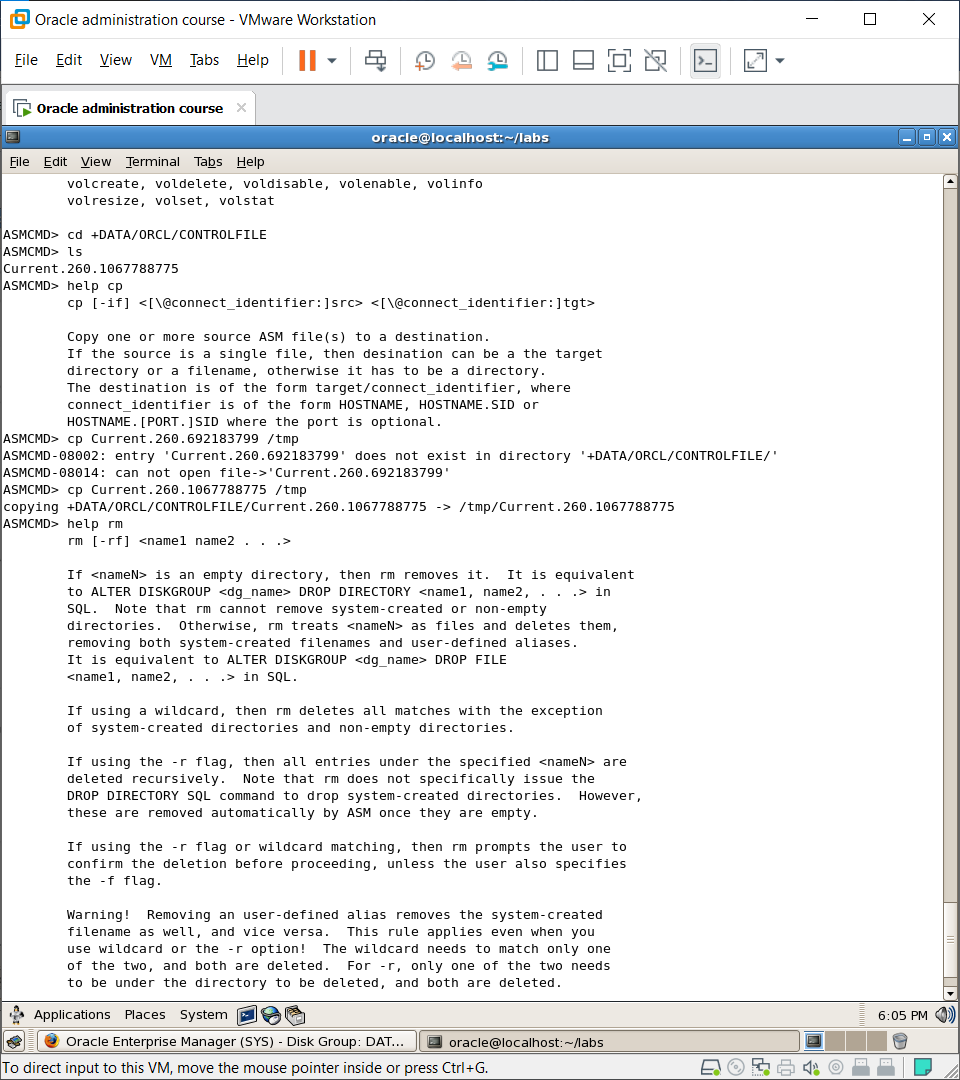 Oracle administration course - VMware Workstation
File Edit View VM Tabs Help
Oracle administration course
oracle@localhost:~/labs
File Edit View Terminal Tabs Help
volcreate, voldelete, voldisable, volenable, volinfo
volresize, volset, volstat
ASMCMD> cd +DATA/ORCL/CONTROLFILE
ASMCMD> ls
Current.260.1067788775
ASMCMD> help cp
cp [-if] <[\@connect_identifier:]src> <[\@connect_identifier:]tgt>
Copy one or more source ASM file(s) to a destination.
If the source is a single file, then desination can be a the target
directory or a filename, otherwise it has to be a directory.
The destination is of the form target/connect_identifier, where
connect_identifier is of the form HOSTNAME, HOSTNAME.SID or
HOSTNAME.[PORT.]SID where the port is optional.
ASMCMD> cp Current.260.692183799 /tmp
ASMCMD-08002: entry 'Current.260.692183799' does not exist in directory '+DATA/ORCL/CONTROLFILE/'
ASMCMD-08014: can not open file->'Current.260.692183799'
ASMCMD> cp Current.260.1067788775 /tmp
copying +DATA/ORCL/CONTROLFILE/Current.260.1067788775 -> /tmp/Current.260.1067788775
ASMCMD> help rm
rm [-rf] <name1 name2 . . .>
If <nameN> is an empty directory, then rm removes it.  It is equivalent
to ALTER DISKGROUP <dg_name> DROP DIRECTORY <name1, name2, . . .> in
SQL.  Note that rm cannot remove system-created or non-empty
directories.  Otherwise, rm treats <nameN> as files and deletes them,
removing both system-created filenames and user-defined aliases.
It is equivalent to ALTER DISKGROUP <dg_name> DROP FILE
<name1, name2, . . .> in SQL.
If using a wildcard, then rm deletes all matches with the exception
of system-created directories and non-empty directories.
If using the -r flag, then all entries under the specified <nameN> are
deleted recursively.  Note that rm does not specifically issue the
DROP DIRECTORY SQL command to drop system-created directories.  However,
these are removed automatically by ASM once they are empty.
If using the -r flag or wildcard matching, then rm prompts the user to
confirm the deletion before proceeding, unless the user also specifies
the -f flag.
Warning!  Removing an user-defined alias removes the system-created
filename as well, and vice versa.  This rule applies even when you
use wildcard or the -r option!  The wildcard needs to match only one
of the two, and both are deleted.  For -r, only one of the two needs
to be under the directory to be deleted, and both are deleted.
Applications Places System 6:05 PM
Oracle Enterprise Manager (SYS) - Disk Group: DAT... oracle@localhost:~/labs
To direct input to this VM, move the mouse pointer inside or press Ctrl+G.